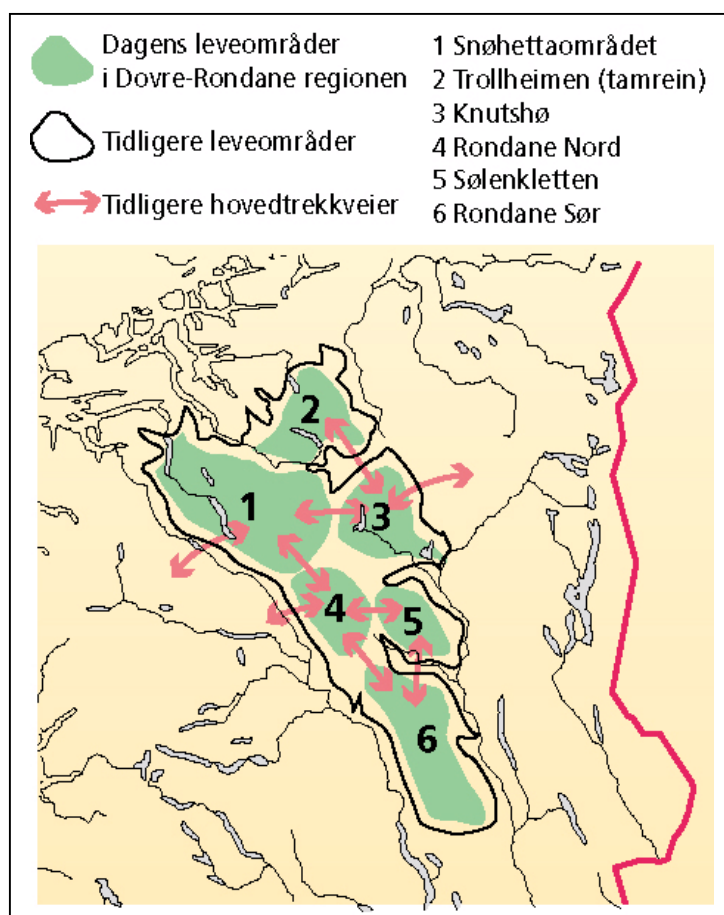 Dagens leveområder
i Dovre-Rondane regionen
Tidligere leveområder
Tidligere hovedtrekkveier
1 Snøhettaområdet
2 Trollheimen (tamrein)
3 Knutshø
4 Rondane Nord
5 Sølenkletten
6 Rondane Sør
2
1
3
4
5
6